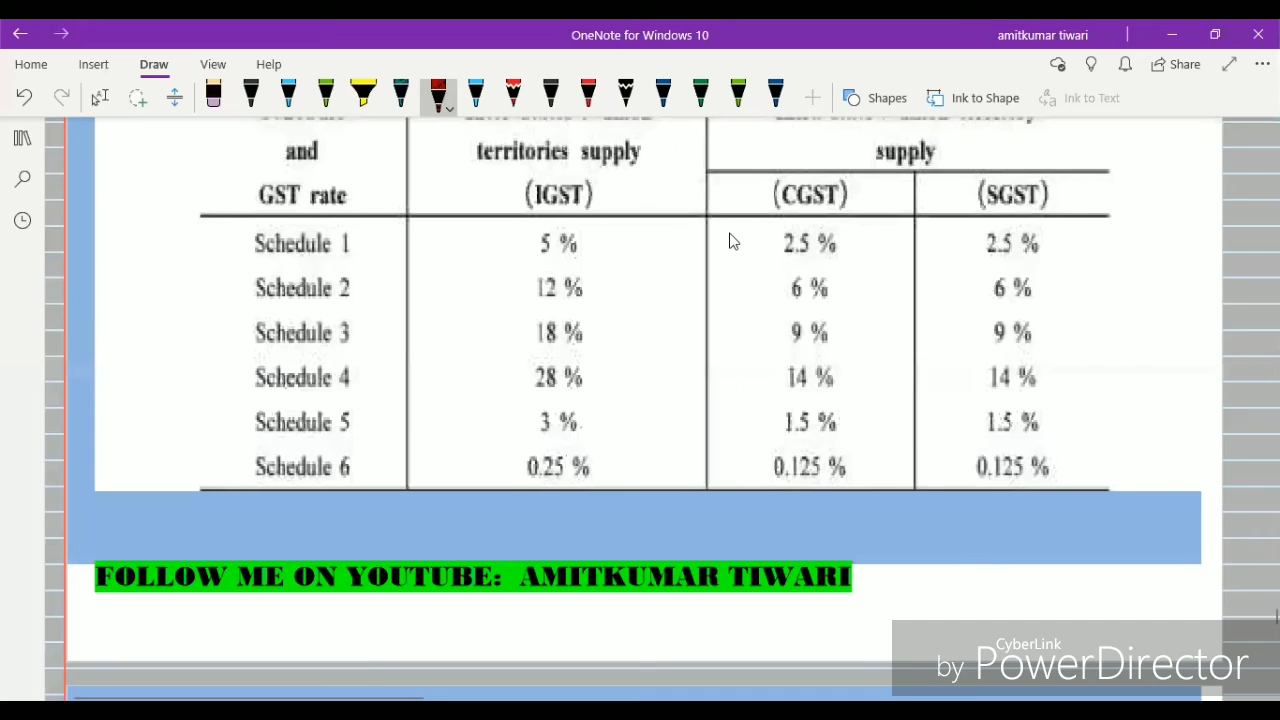 OneNote for Windows 10
amitkumar tiwari
Home Insert Draw View Help
Share
Shapes Ink to Shape Ink to Text
and territories supply supply
GST rate (IGST) (CGST) (SGST)
Schedule 1 5 % 2.5 % 2.5 %
Schedule 2 12 % 6 % 6 %
Schedule 3 18 % 9 % 9 %
Schedule 4 28 % 14 % 14 %
Schedule 5 3 % 1.5 % 1.5 %
Schedule 6 0.25 % 0.125 % 0.125 %
FOLLOW ME ON YOUTUBE: AMITKUMAR TIWARI
CyberLink
by PowerDirector